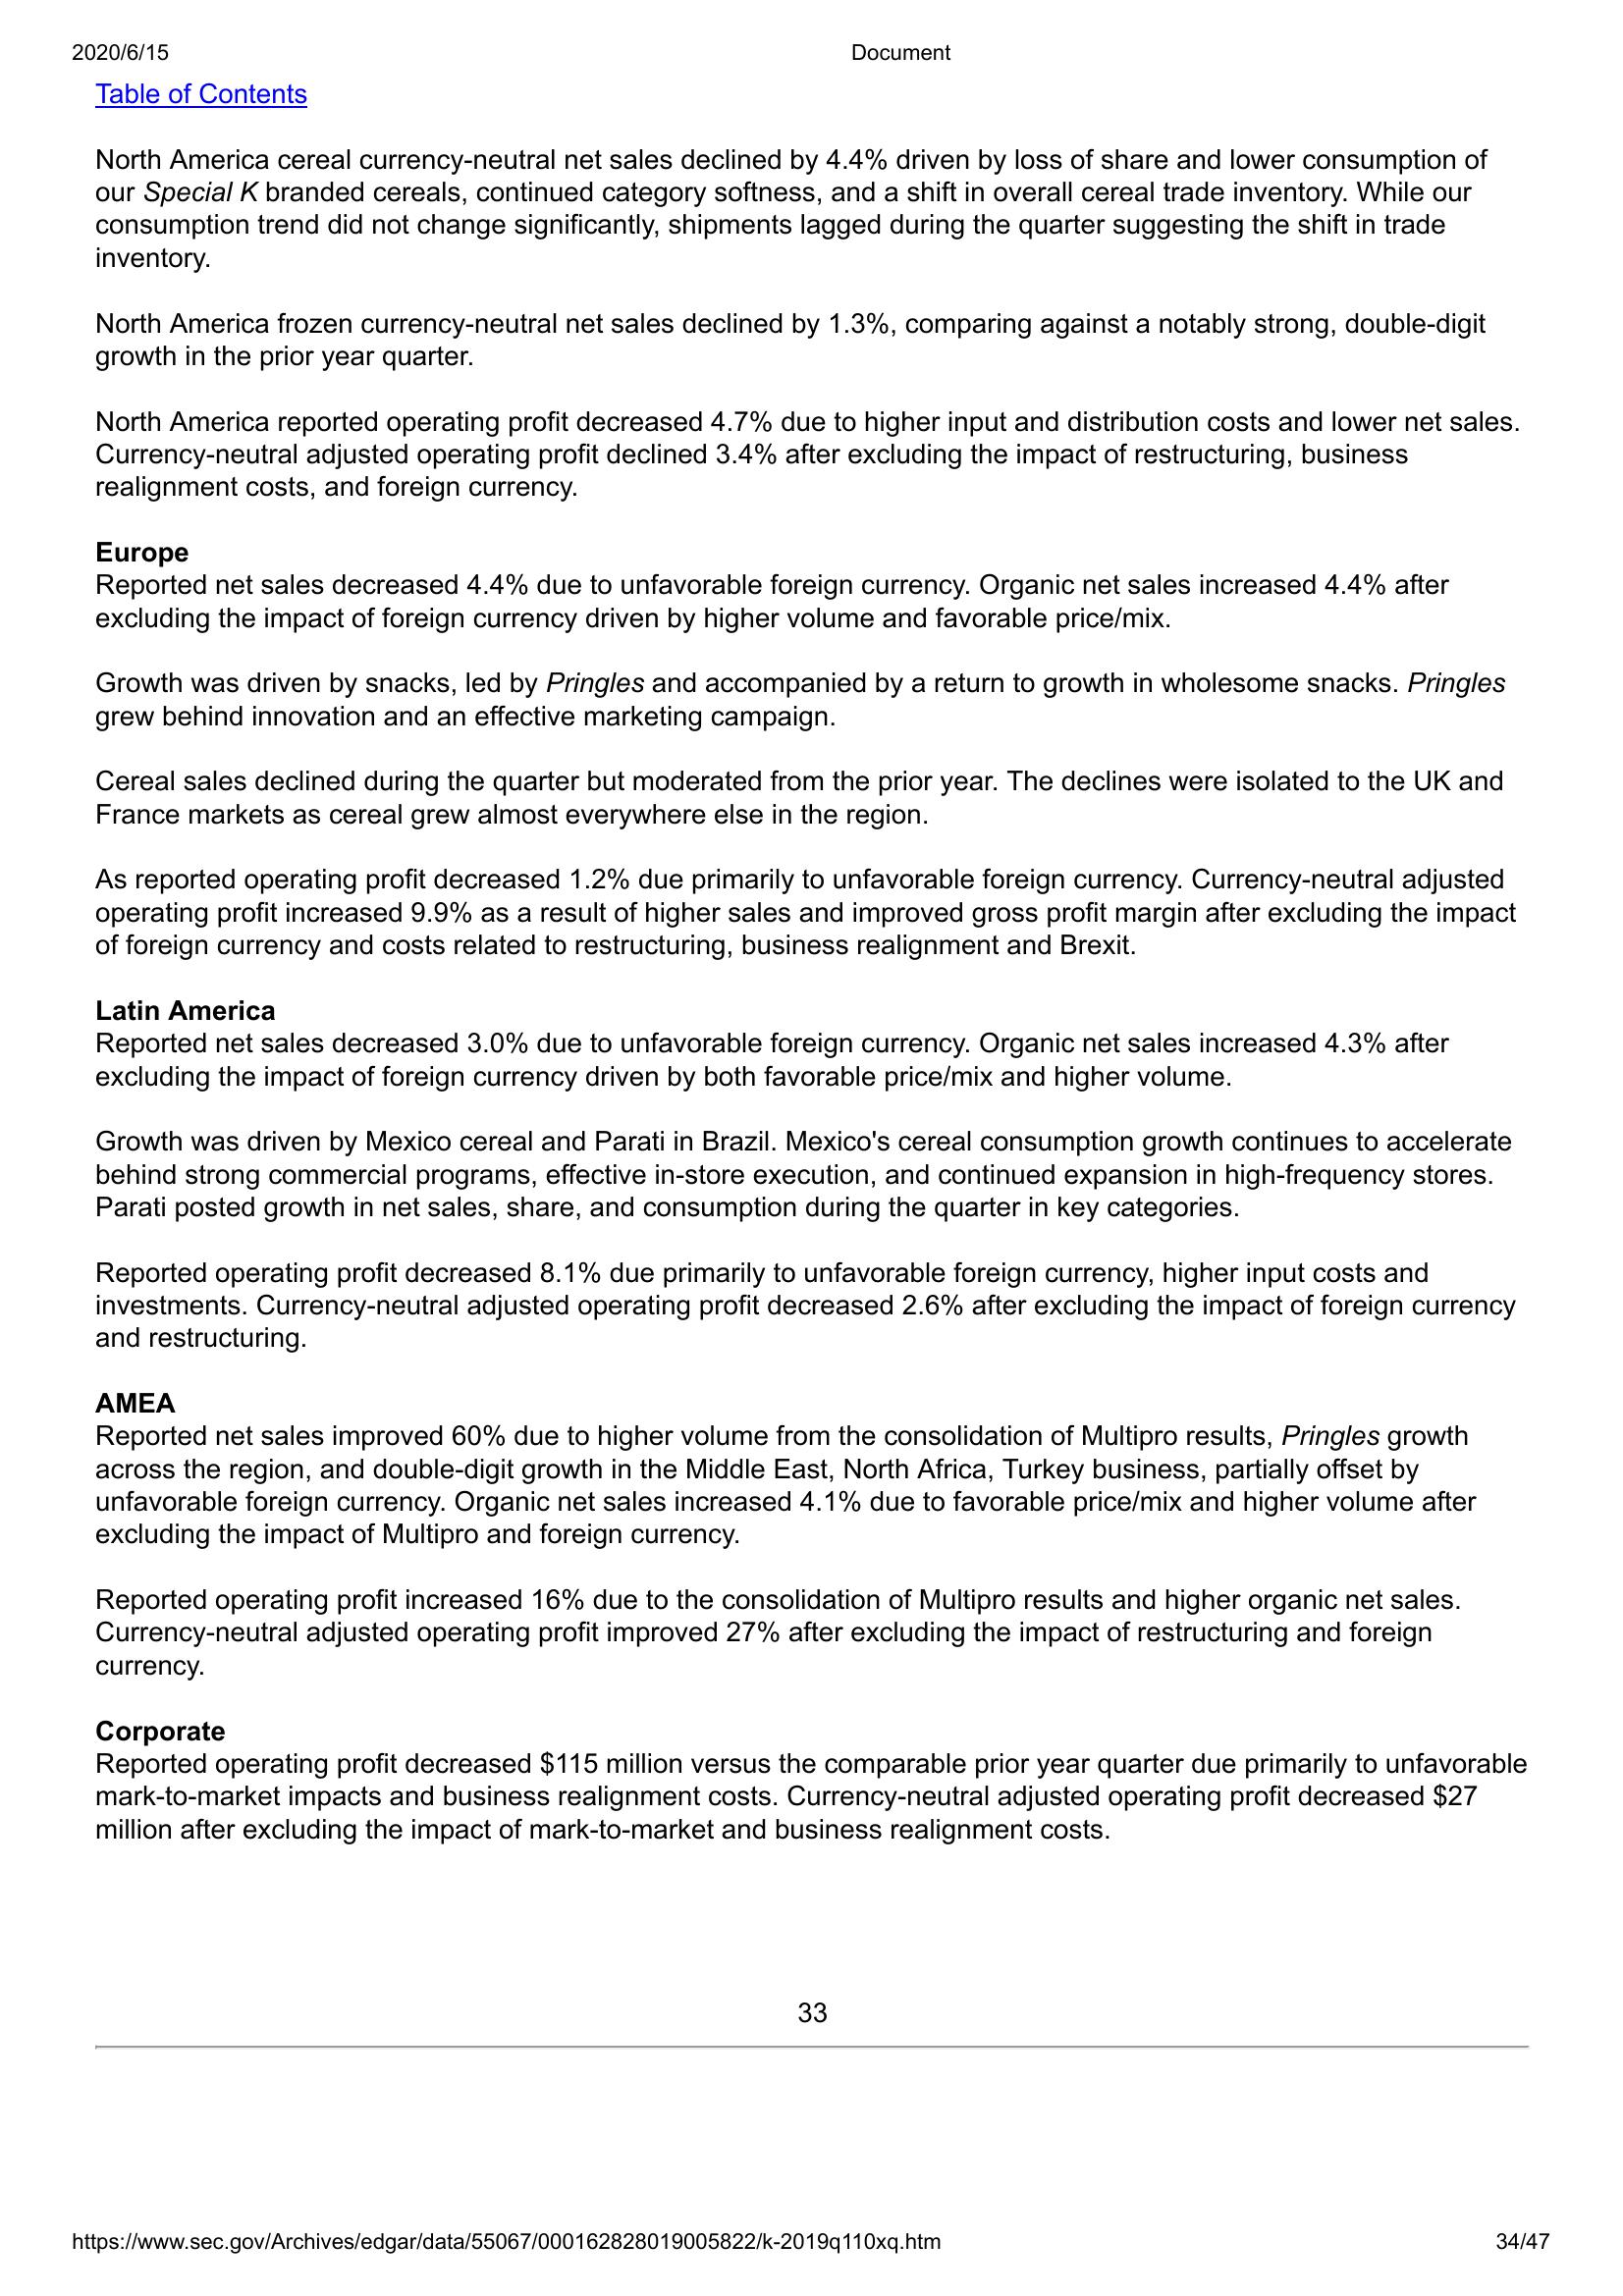 2020/6/15 Document
Table of Contents
North America cereal currency-neutral net sales declined by 4.4% driven by loss of share and lower consumption of
our Special K branded cereals, continued category softness, and a shift in overall cereal trade inventory. While our
consumption trend did not change significantly, shipments lagged during the quarter suggesting the shift in trade
inventory.
North America frozen currency-neutral net sales declined by 1.3%, comparing against a notably strong, double-digit
growth in the prior year quarter.
North America reported operating profit decreased 4.7% due to higher input and distribution costs and lower net sales.
Currency-neutral adjusted operating profit declined 3.4% after excluding the impact of restructuring, business
realignment costs, and foreign currency.
Europe
Reported net sales decreased 4.4% due to unfavorable foreign currency. Organic net sales increased 4.4% after
excluding the impact of foreign currency driven by higher volume and favorable price/mix.
Growth was driven by snacks, led by Pringles and accompanied by a return to growth in wholesome snacks. Pringles
grew behind innovation and an effective marketing campaign.
Cereal sales declined during the quarter but moderated from the prior year. The declines were isolated to the UK and
France markets as cereal grew almost everywhere else in the region.
As reported operating profit decreased 1.2% due primarily to unfavorable foreign currency. Currency-neutral adjusted
operating profit increased 9.9% as a result of higher sales and improved gross profit margin after excluding the impact
of foreign currency and costs related to restructuring, business realignment and Brexit.
Latin America
Reported net sales decreased 3.0% due to unfavorable foreign currency. Organic net sales increased 4.3% after
excluding the impact of foreign currency driven by both favorable price/mix and higher volume.
Growth was driven by Mexico cereal and Parati in Brazil. Mexico's cereal consumption growth continues to accelerate
behind strong commercial programs, effective in-store execution, and continued expansion in high-frequency stores.
Parati posted growth in net sales, share, and consumption during the quarter in key categories.
Reported operating profit decreased 8.1% due primarily to unfavorable foreign currency, higher input costs and
investments. Currency-neutral adjusted operating profit decreased 2.6% after excluding the impact of foreign currency
and restructuring.
AMEA
Reported net sales improved 60% due to higher volume from the consolidation of Multipro results, Pringles growth
across the region, and double-digit growth in the Middle East, North Africa, Turkey business, partially offset by
unfavorable foreign currency. Organic net sales increased 4.1% due to favorable price/mix and higher volume after
excluding the impact of Multipro and foreign currency.
Reported operating profit increased 16% due to the consolidation of Multipro results and higher organic net sales.
Currency-neutral adjusted operating profit improved 27% after excluding the impact of restructuring and foreign
currency.
Corporate
Reported operating profit decreased $115 million versus the comparable prior year quarter due primarily to unfavorable
mark-to-market impacts and business realignment costs. Currency-neutral adjusted operating profit decreased $27
million after excluding the impact of mark-to-market and business realignment costs.
33
https://www.sec.gov/Archives/edgar/data/55067/000162828019005822/k-2019q110xq.htm 34/47